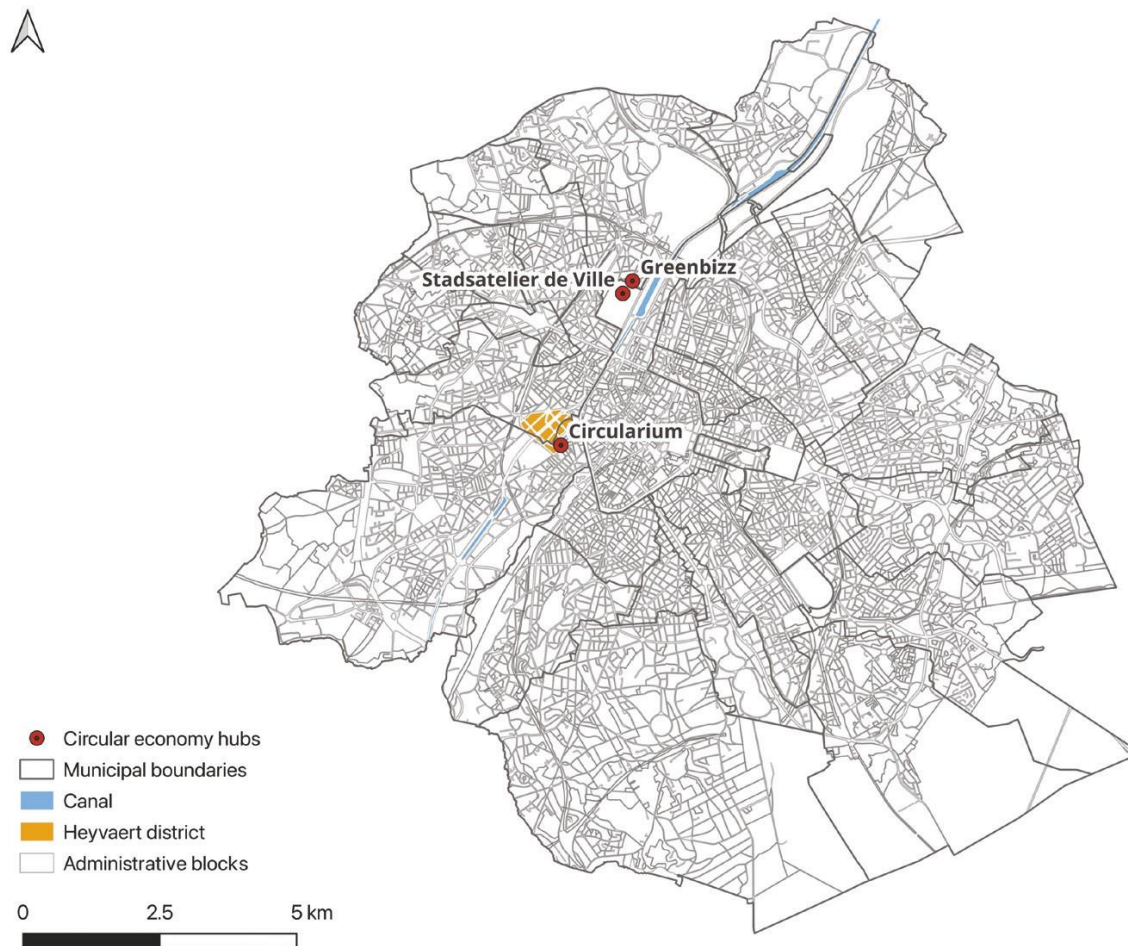 Greenbizz
Stadsatelier de Ville
Circularium
Circular economy hubs
Municipal boundaries
Canal
Heyvaert district
Administrative blocks
0 2.5 5 km